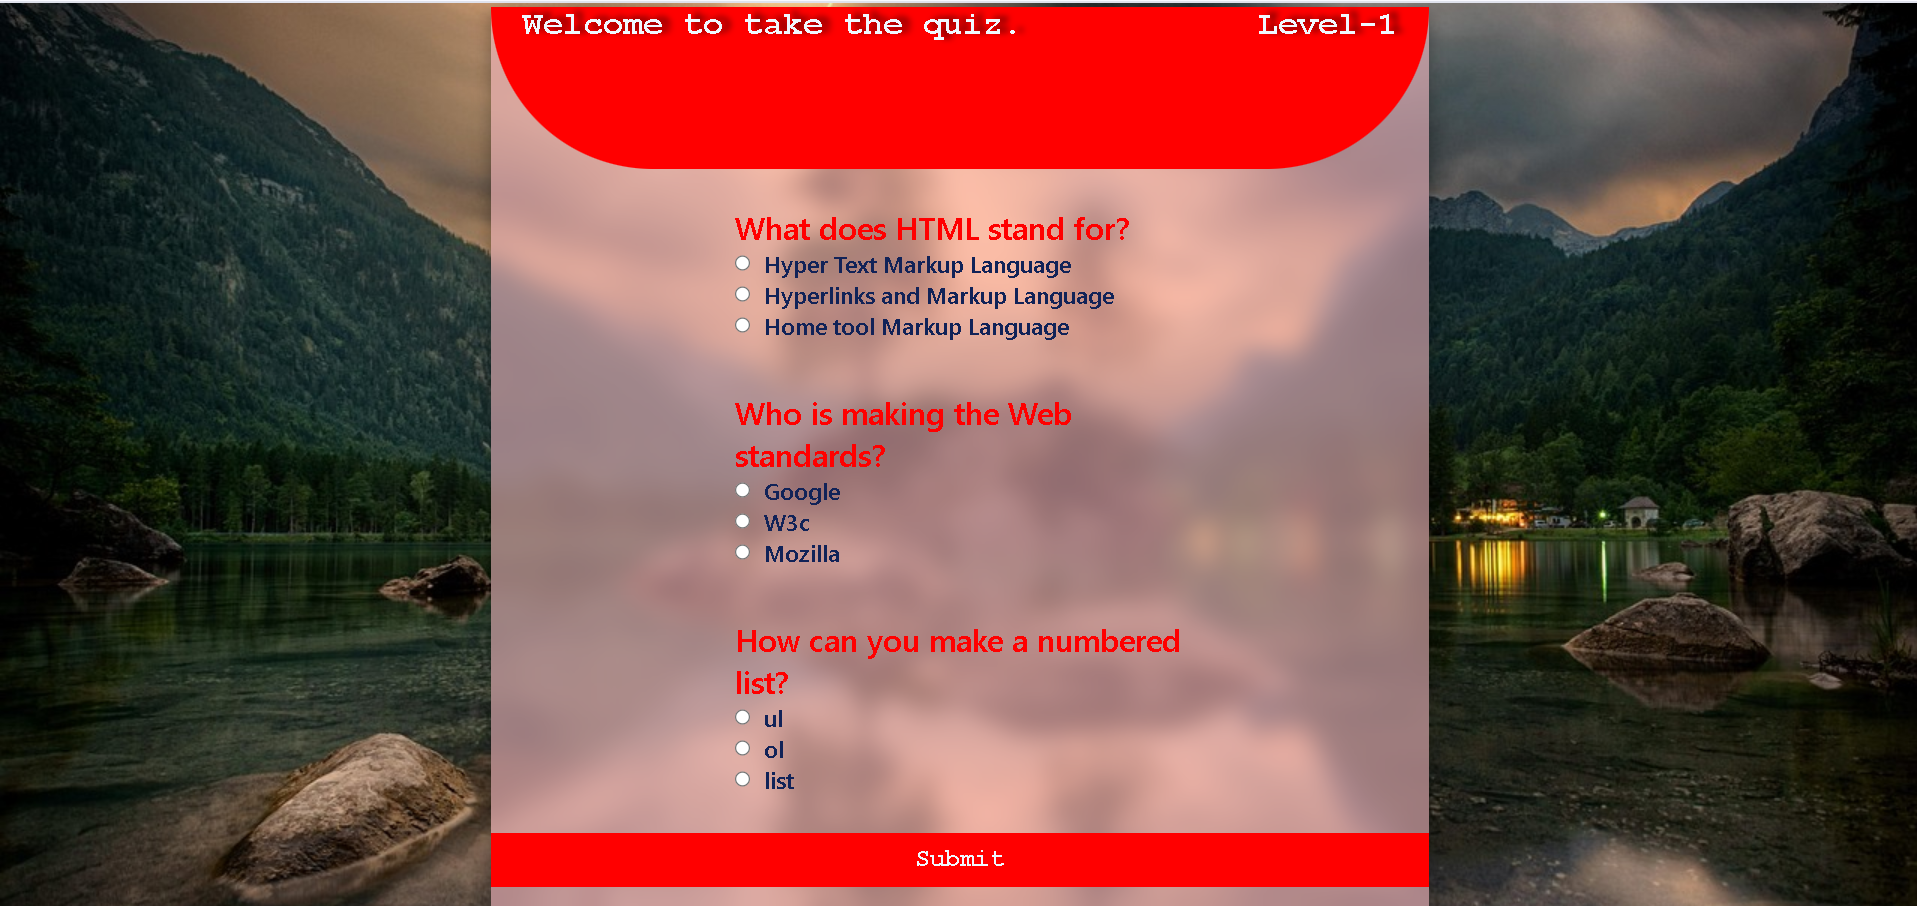 Welcome to take the quiz. Level-1
What does HTML stand for?
Hyper Text Markup Language
Hyperlinks and Markup Language
Home tool Markup Language
Who is making the Web
standards?
Google
W3c
Mozilla
How can you make a numbered
list?
ul
ol
list
Submit